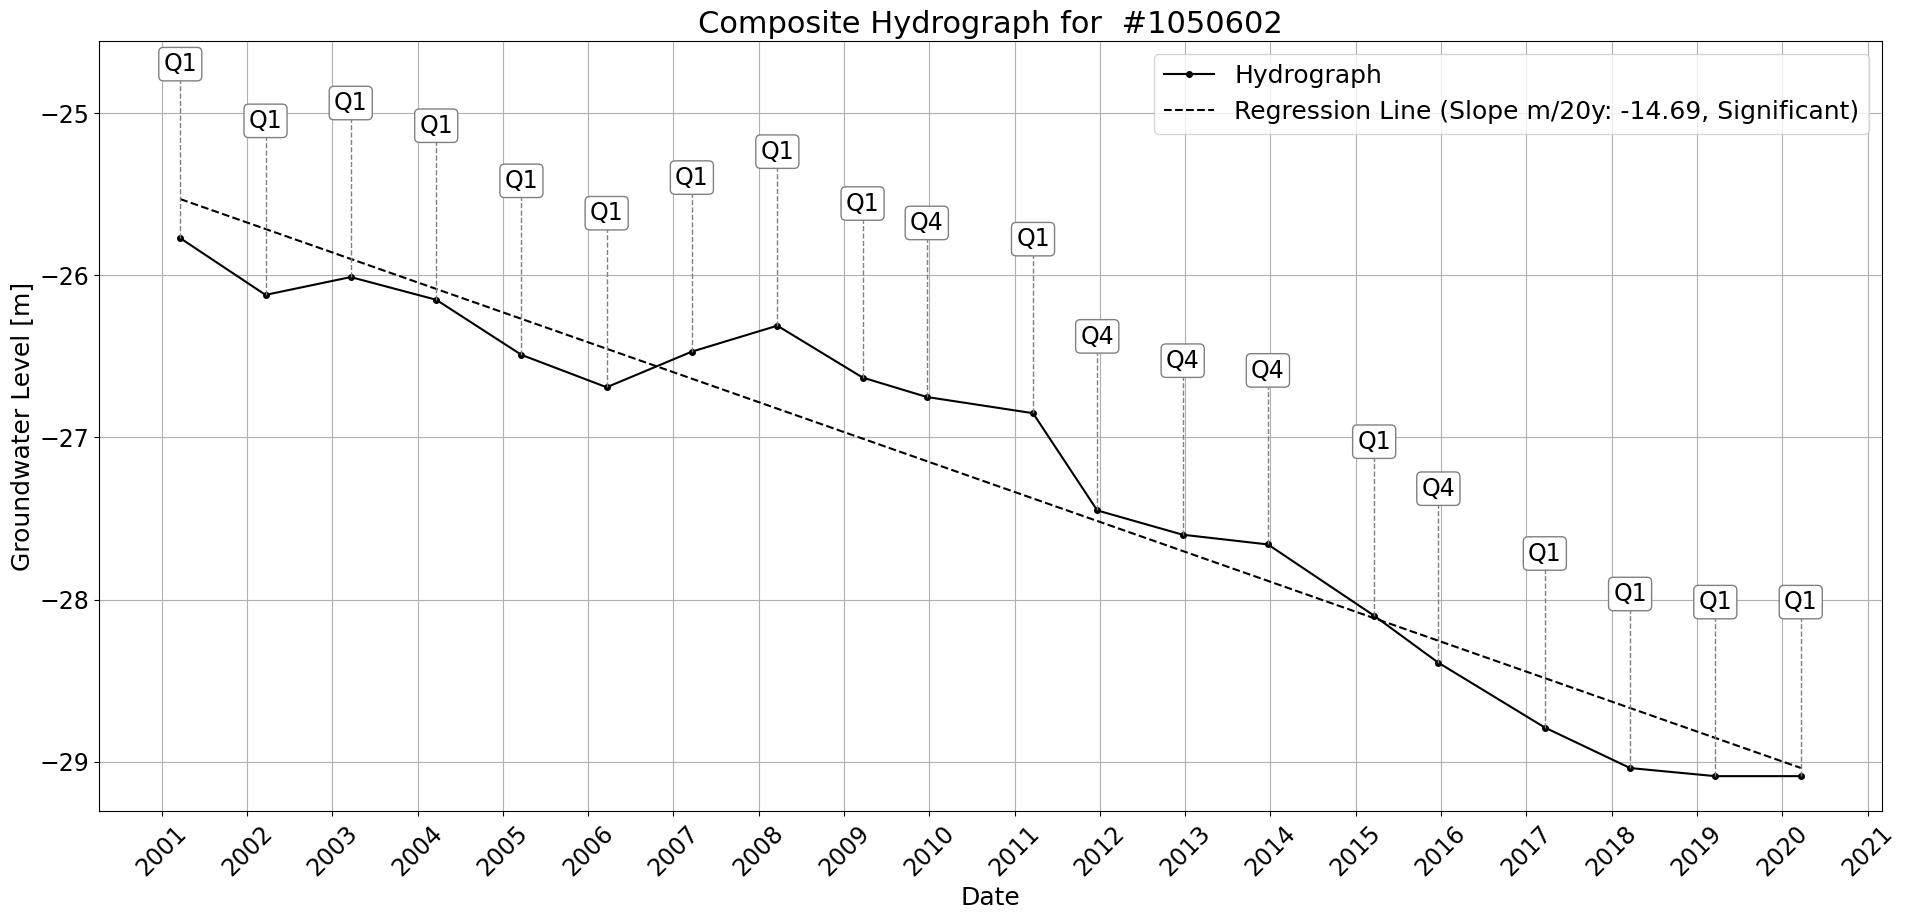 Composite Hydrograph for  #1050602
Hydrograph
Regression Line (Slope m/20y: -14.69, Significant)
Q1
Q1
Q1
Q1
Q1
Q1
Q1
Q1
Q1
Q4
Q1
Q4
Q4
Q4
Q1
Q4
Q1
Q1
Q1
Q1
Groundwater Level [m]
−25
−26
−27
−28
−29
2001
2002
2003
2004
2005
2006
2007
2008
2009
2010
2011
2012
2013
2014
2015
2016
2017
2018
2019
2020
2021
Date